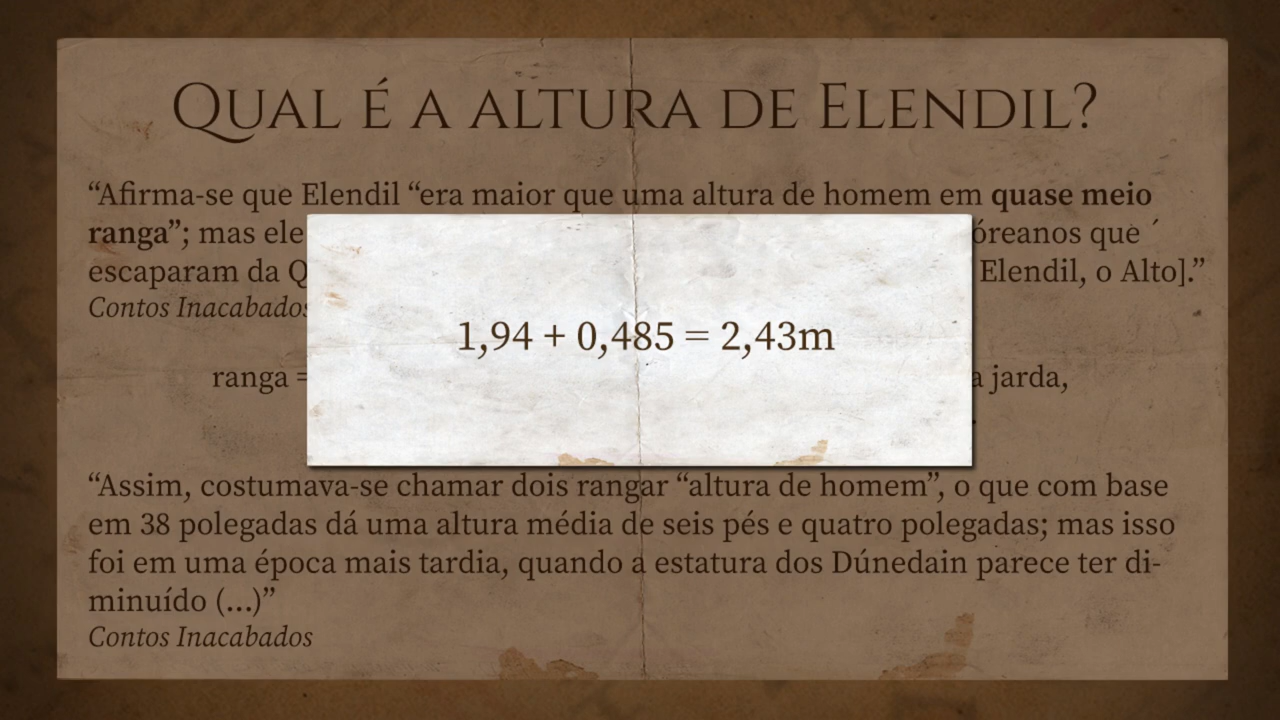 QUAL É A ALTURA DE ELENDIL?
“Afirma-se que Elendil “era maior que uma altura de homem em quase meio
ranga”; mas ele óreanos que ´
escaparam da Q Elendil, o Alto].”
Contos Inacabados
1,94 + 0,485 = 2,43m
ranga = a jarda,
“Assim, costumava-se chamar dois rangar “altura de homem”, o que com base
em 38 polegadas dá uma altura média de seis pés e quatro polegadas; mas isso
foi em uma época mais tardia, quando a estatura dos Dúnedain parece ter di-
minuído (...)”
Contos Inacabados